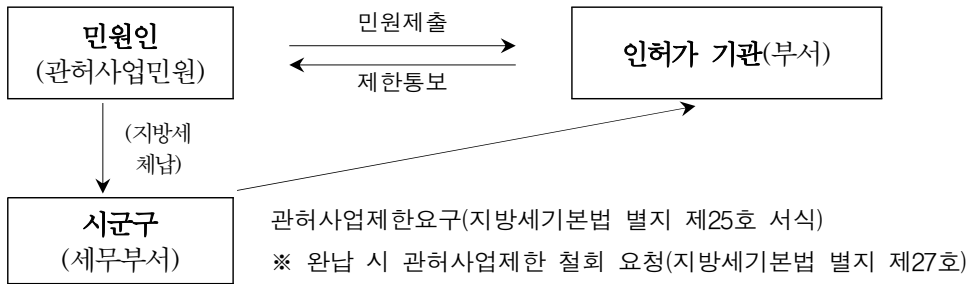 민원인
(관허사업민원)
민원제출
제한통보
인허가 기관(부서)
(지방세
체납)
시군구
(세무부서)
관허사업제한요구(지방세기본법 별지 제25호 서식)
※ 완납 시 관허사업제한 철회 요청(지방세기본법 별지 제27호)